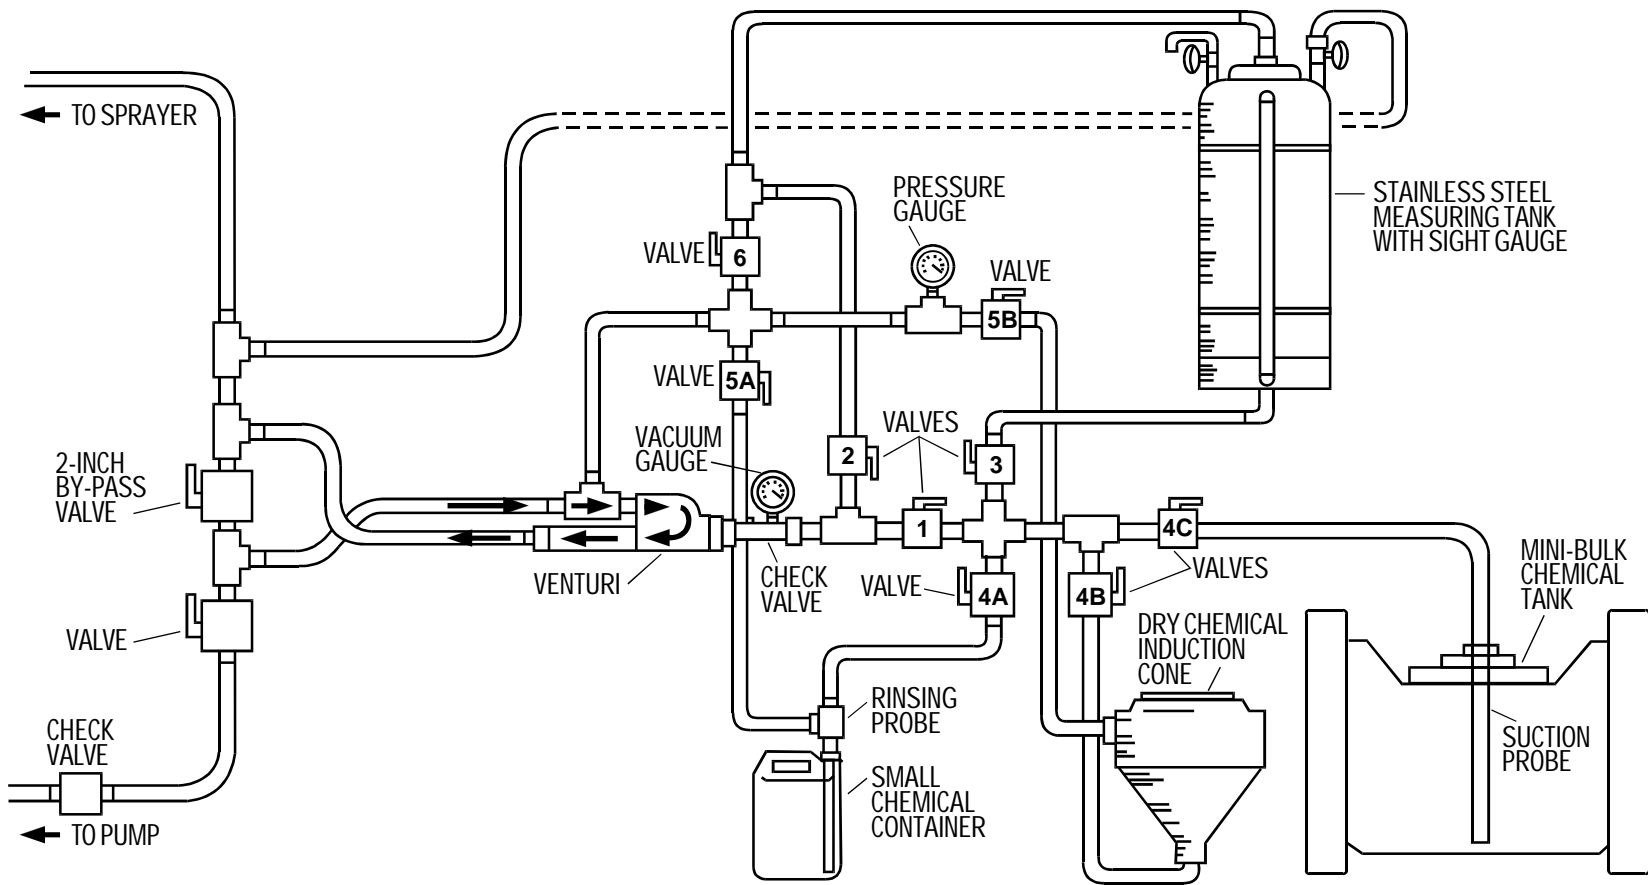 TO SPRAYER
PRESSURE
GAUGE
STAINLESS STEEL
MEASURING TANK
WITH SIGHT GAUGE
VALVE
6
VALVE
5B
VALVE
5A
VACUUM
GAUGE
VALVES
2
3
2-INCH
BY-PASS
VALVE
1
4C
VENTURI
CHECK
VALVE
VALVE
4A
4B
VALVES
MINI-BULK
CHEMICAL
TANK
VALVE
DRY CHEMICAL
INDUCTION
CONE
RINSING
PROBE
CHECK
VALVE
SUCTION
PROBE
SMALL
CHEMICAL
CONTAINER
TO PUMP